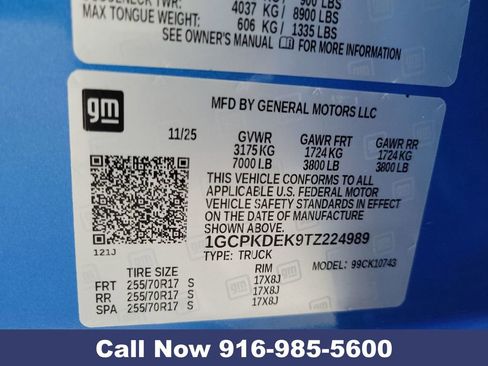 4037 KG / 8900 LBS
MAX TONGUE WEIGHT: 606 KG / 1335 LBS
SEE OWNER'S MANUAL FOR MORE INFORMATION
gm
MFD BY GENERAL MOTORS LLC
11/25 GVWR GAWR FRT GAWR RR
3175 KG 1724 KG 1724 KG
7000 LB 3800 LB 3800 LB
THIS VEHICLE CONFORMS TO ALL
APPLICABLE U.S. FEDERAL MOTOR
VEHICLE SAFETY STANDARDS IN EFFECT
ON THE DATE OF MANUFACTURE SHOWN ABOVE.
1GCPKDEK9TZ224989
TYPE: TRUCK MODEL: 99CK10743
121J
TIRE SIZE RIM
FRT 255/70R17 S 17X8J
RR 255/70R17 S 17X8J
SPA 255/70R17 S 17X8J
Call Now 916-985-5600